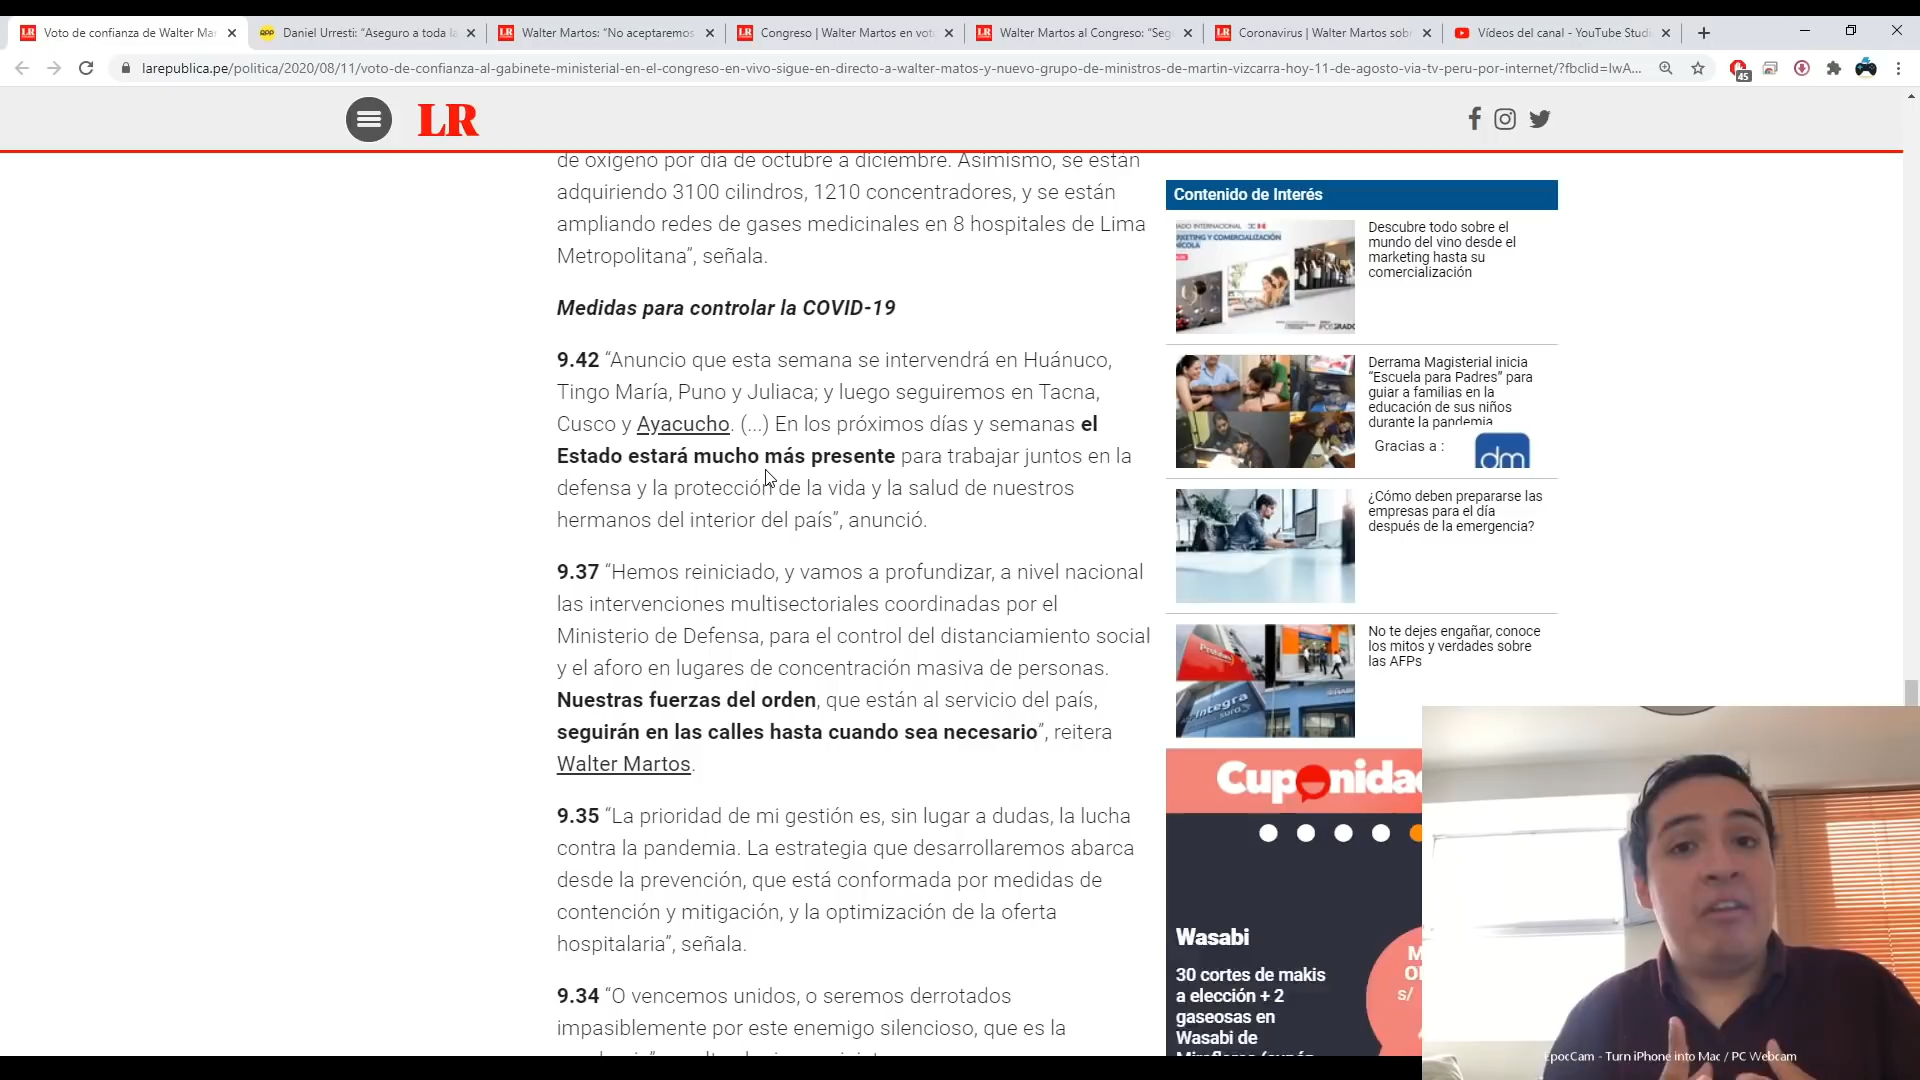 Voto de confianza de Walter Mar
Daniel Urresti: “Aseguro a toda la
Walter Martos: “No aceptaremos
Congreso | Walter Martos en vot
Walter Martos al Congreso: “Seg
Coronavirus | Walter Martos sob
Vídeos del canal - YouTube Studi
larepublica.pe/politica/2020/08/11/voto-de-confianza-al-gabinete-ministerial-en-el-congreso-en-vivo-sigue-en-directo-a-walter-matos-y-nuevo-grupo-de-ministros-de-martin-vizcarra-hoy-11-de-agosto-via-tv-peru-por-internet/?fbclid=IwA...
45
LR
de oxígeno por día de octubre a diciembre. Asimismo, se están
adquiriendo 3100 cilindros, 1210 concentradores, y se están
ampliando redes de gases medicinales en 8 hospitales de Lima
Metropolitana”, señala.
Medidas para controlar la COVID-19
9.42 “Anuncio que esta semana se intervendrá en Huánuco,
Tingo María, Puno y Juliaca; y luego seguiremos en Tacna,
Cusco y Ayacucho. (...) En los próximos días y semanas el
Estado estará mucho más presente para trabajar juntos en la
defensa y la protección de la vida y la salud de nuestros
hermanos del interior del país”, anunció.
9.37 “Hemos reiniciado, y vamos a profundizar, a nivel nacional
las intervenciones multisectoriales coordinadas por el
Ministerio de Defensa, para el control del distanciamiento social
y el aforo en lugares de concentración masiva de personas.
Nuestras fuerzas del orden, que están al servicio del país,
seguirán en las calles hasta cuando sea necesario”, reitera
Walter Martos.
9.35 “La prioridad de mi gestión es, sin lugar a dudas, la lucha
contra la pandemia. La estrategia que desarrollaremos abarca
desde la prevención, que está conformada por medidas de
contención y mitigación, y la optimización de la oferta
hospitalaria”, señala.
9.34 “O vencemos unidos, o seremos derrotados
impasiblemente por este enemigo silencioso, que es la
Contenido de Interés
Descubre todo sobre el
mundo del vino desde el
marketing hasta su
comercialización
Derrama Magisterial inicia
“Escuela para Padres” para
guiar a familias en la
educación de sus niños
durante la pandemia
Gracias a :
dm
¿Cómo deben prepararse las
empresas para el día
después de la emergencia?
No te dejes engañar, conoce
los mitos y verdades sobre
las AFPs
Integra
Cuponida
Wasabi
30 cortes de makis
a elección + 2
gaseosas en
Wasabi de
S/
EpocCam - Turn iPhone into Mac / PC Webcam